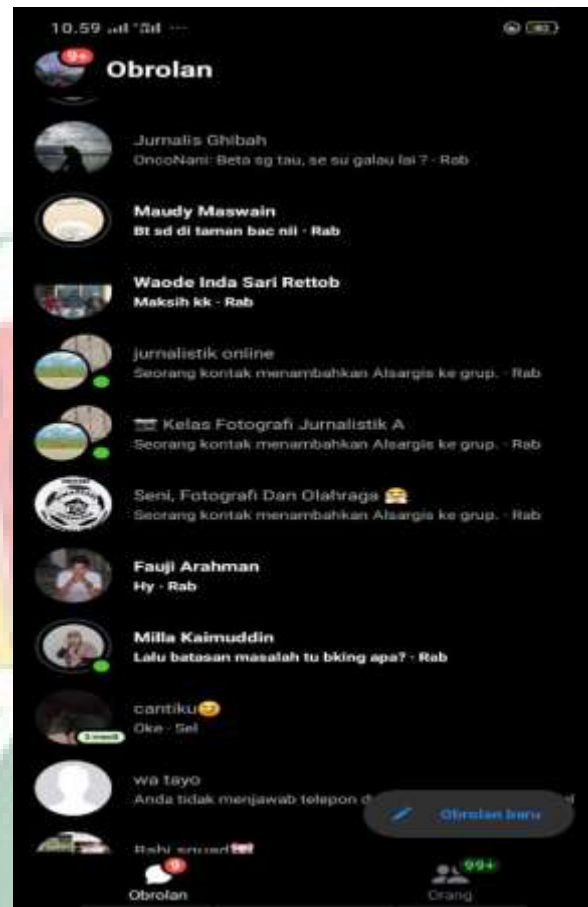 10.59
9+
Obrolan
Jurnalis Ghibah
OncoNani: Beta sg tau, se su galau lai ? · Rab
Maudy Maswain
Bt sd di taman bac nii · Rab
Waode Inda Sari Rettob
Maksih kk · Rab
jurnalistik online
Seorang kontak menambahkan Alsargis ke grup. · Rab
📷 Kelas Fotografi Jurnalistik A
Seorang kontak menambahkan Alsargis ke grup. · Rab
Seni, Fotografi Dan Olahraga
Seorang kontak menambahkan Alsargis ke grup. · Rab
Fauji Arahman
Hy · Rab
Milla Kaimuddin
Lalu batasan masalah tu bking apa? · Rab
cantiku
Oke · Sel
wa tayo
Anda tidak menjawab telepon
Obrolan baru
squad
9
99+
Obrolan
Orang